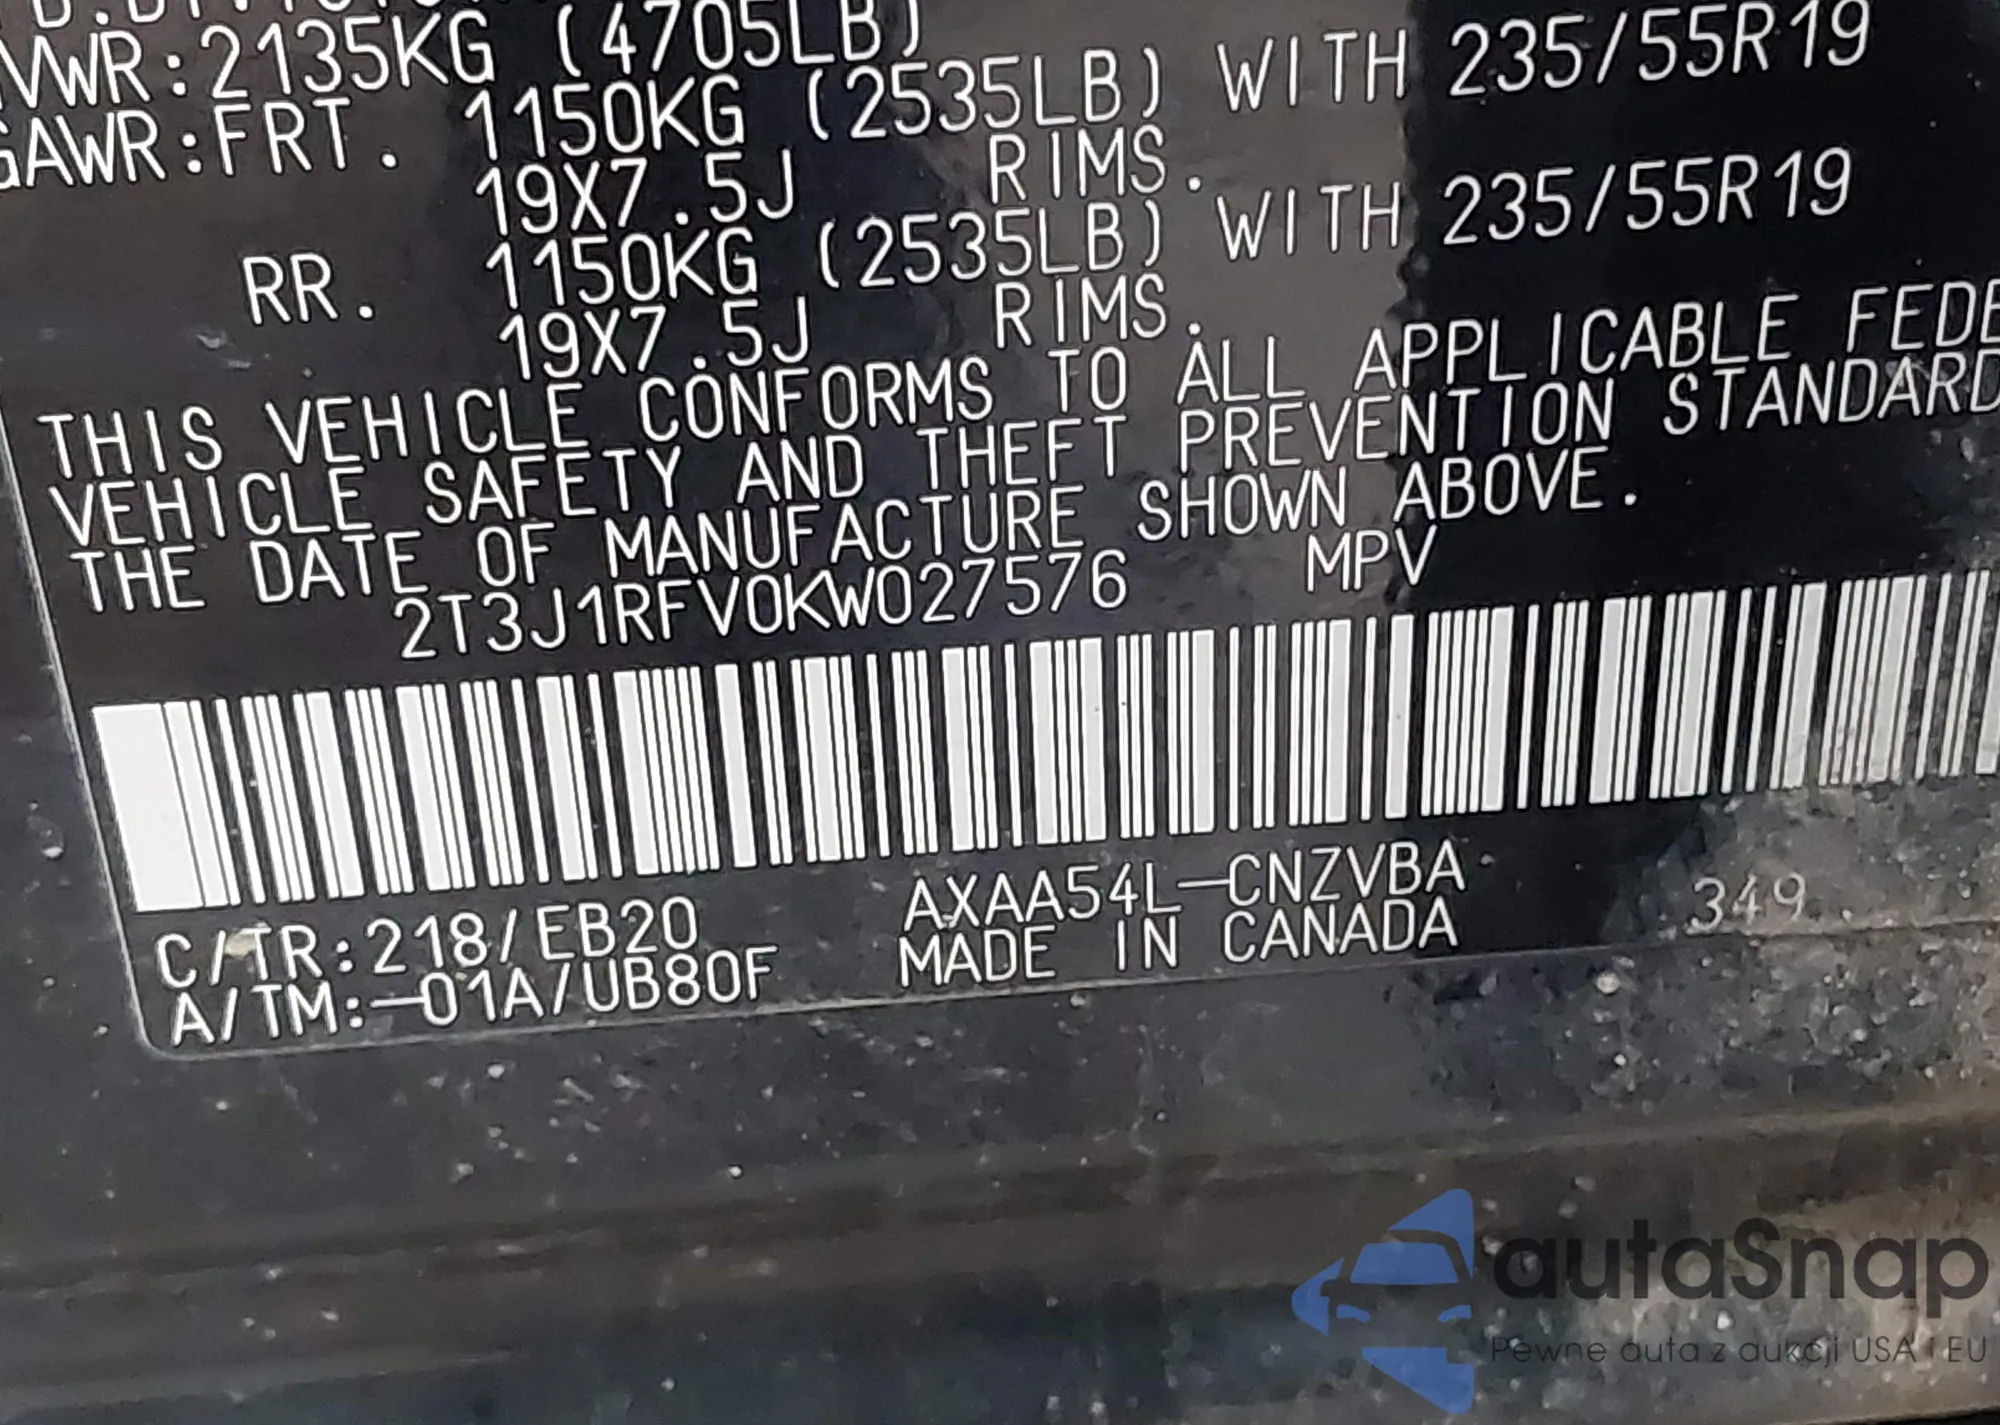 VWR:2135KG (4705LB)
GAWR:FRT. 1150KG (2535LB) WITH 235/55R19
19X7.5J RIMS.
RR. 1150KG (2535LB) WITH 235/55R19
19X7.5J RIMS.
THIS VEHICLE CONFORMS TO ALL APPLICABLE FEDE
VEHICLE SAFETY AND THEFT PREVENTION STANDARD
THE DATE OF MANUFACTURE SHOWN ABOVE.
2T3J1RFV0KW027576 MPV
C/TR:218/EB20 AXAA54L-CNZVBA
A/TM:-01A/UB80F MADE IN CANADA 349
autaSnap
Pewne auta z aukcji USA i EU